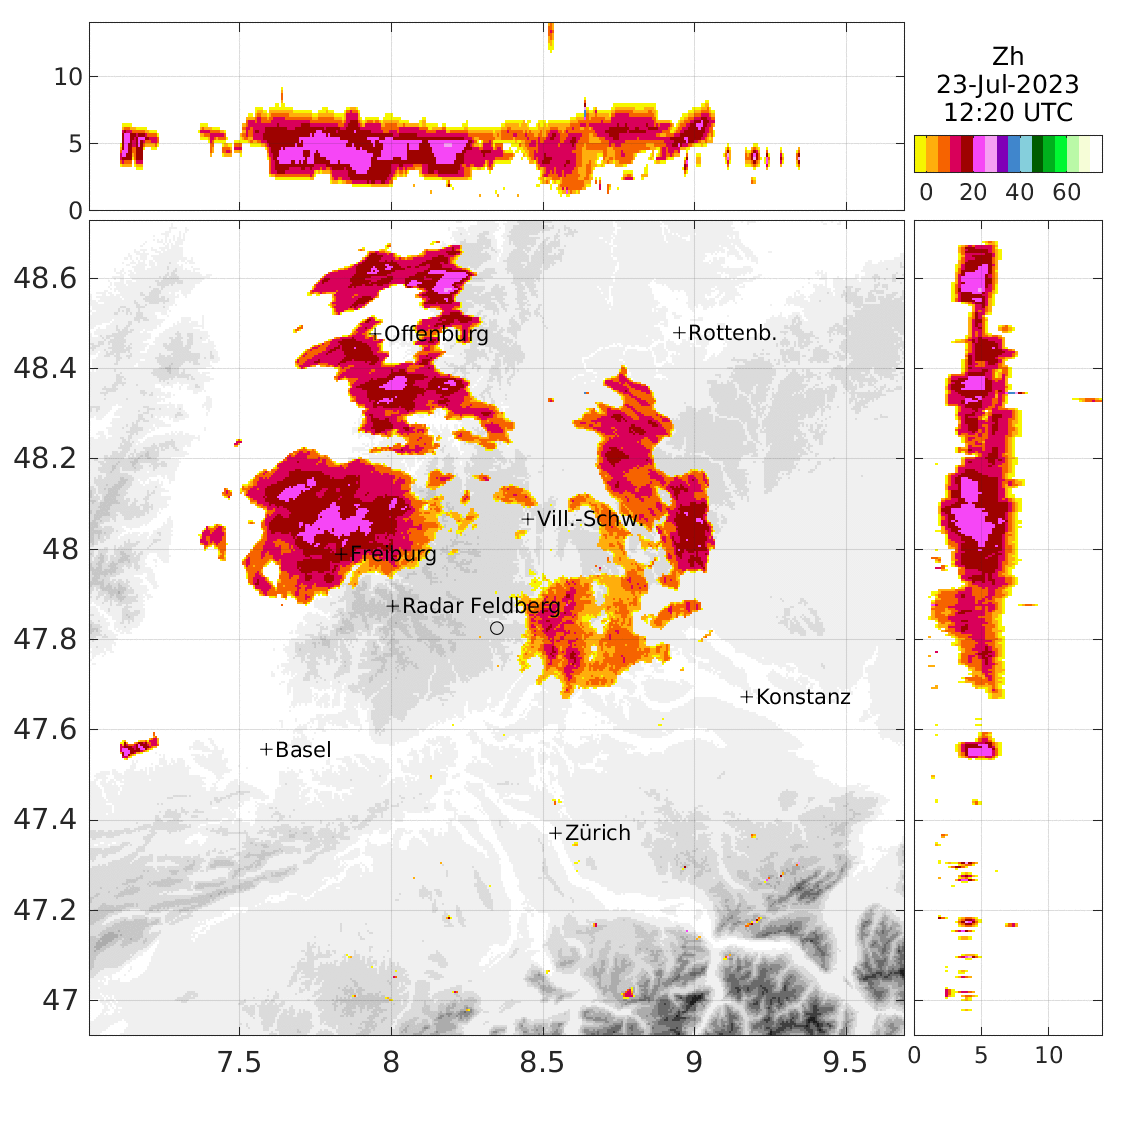 10
5
0
Zh
23-Jul-2023
12:20 UTC
0 20 40 60
48.6
48.4
48.2
48
47.8
47.6
47.4
47.2
47
+Offenburg
+Rottenb.
+Vill.-Schw.
+Freiburg
+Radar Feldberg
+Konstanz
+Basel
+Zürich
7.5 8 8.5 9 9.5
0 5 10